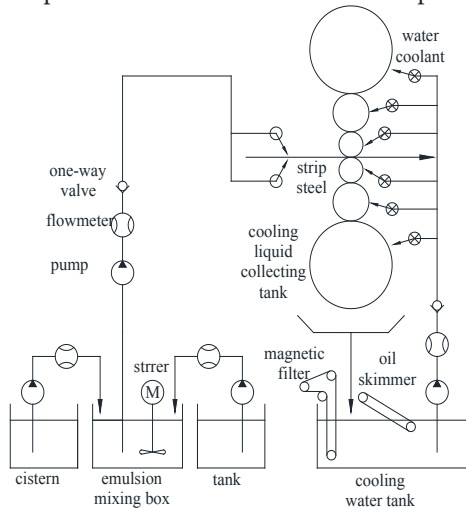 water
coolant
one-way
valve
strip
steel
flowmeter
cooling
liquid
collecting
tank
pump
magnetic
filter
oil
skimmer
strrer
M
cistern
emulsion
mixing box
tank
cooling
water tank